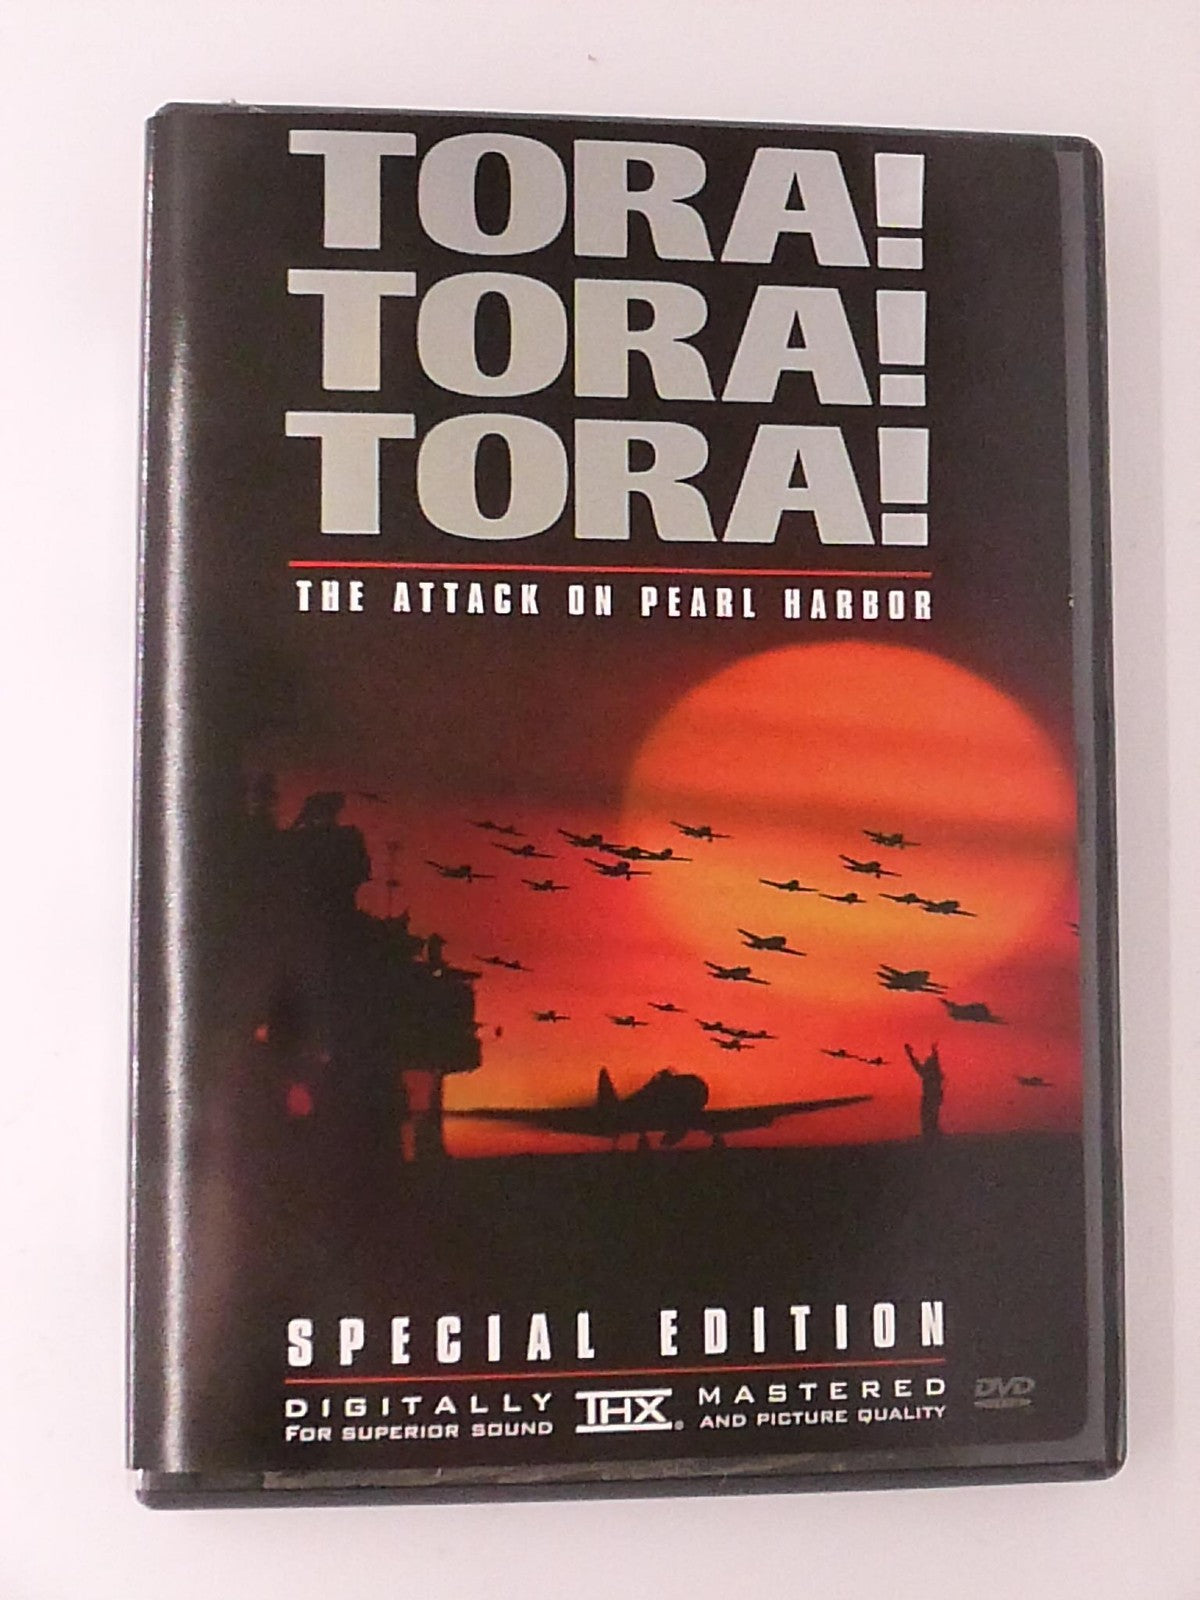 TORA!
TORA!
TORA!
THE ATTACK ON PEARL HARBOR
SPECIAL EDITION
DIGITALLY THX® MASTERED
FOR SUPERIOR SOUND AND PICTURE QUALITY
DVD